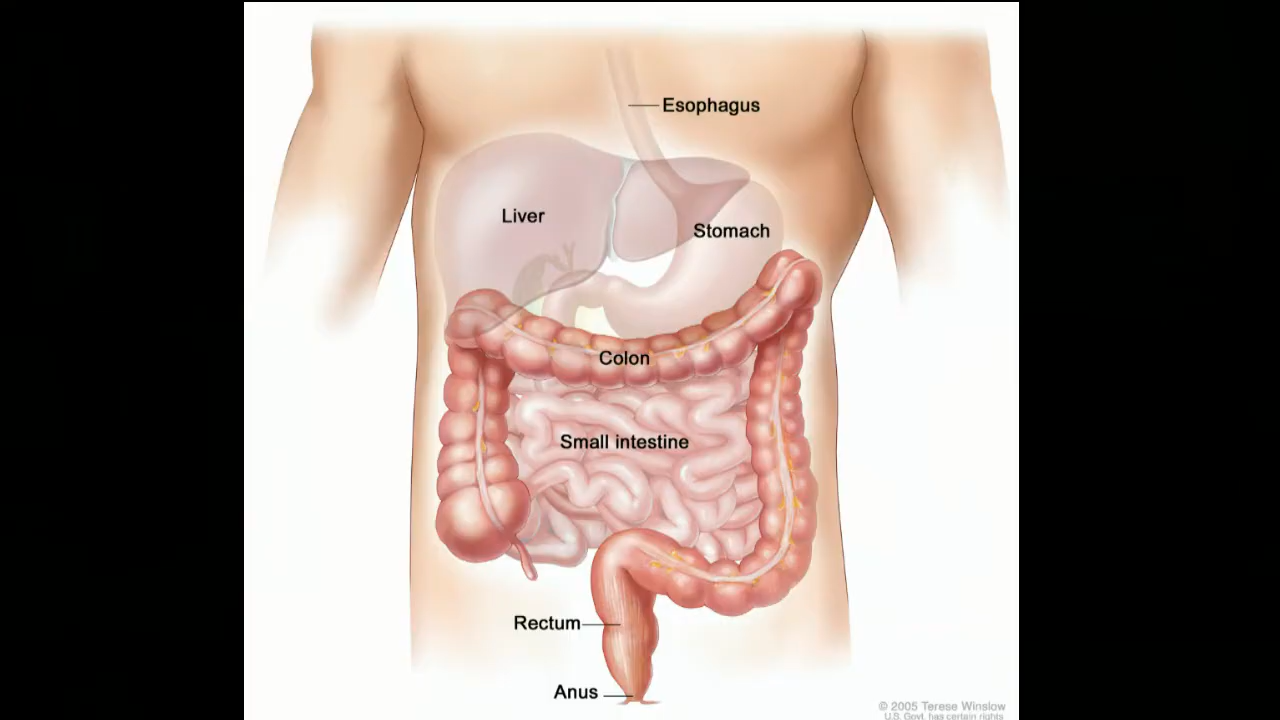 Esophagus
Liver
Stomach
Colon
Small intestine
Rectum
Anus
© 2005 Terese Winslow
U.S. Govt. has certain rights